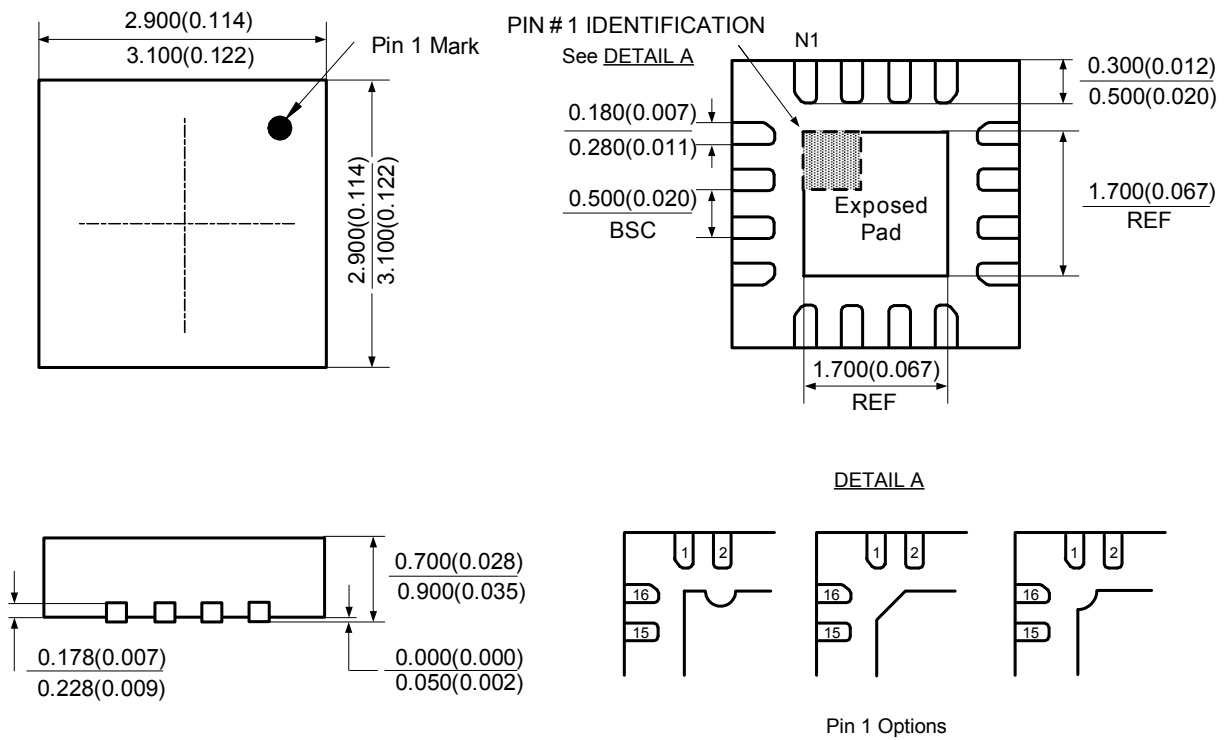 2.900(0.114)
3.100(0.122)
Pin 1 Mark
2.900(0.114)
3.100(0.122)
PIN # 1 IDENTIFICATION
See DETAIL A
N1
0.300(0.012)
0.500(0.020)
0.180(0.007)
0.280(0.011)
0.500(0.020)
BSC
Exposed
Pad
1.700(0.067)
REF
1.700(0.067)
REF
0.700(0.028)
0.900(0.035)
0.178(0.007)
0.228(0.009)
0.000(0.000)
0.050(0.002)
DETAIL A
1 2
16
15
1 2
16
15
1 2
16
15
Pin 1 Options